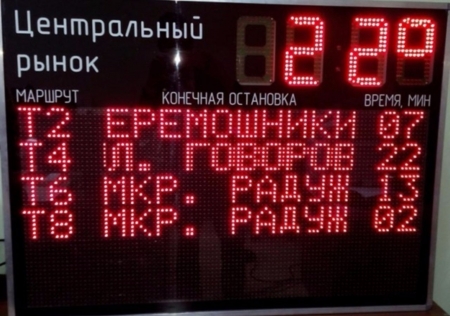 Центральный 22°
рынок
МАРШРУТ КОНЕЧНАЯ ОСТАНОВКА ВРЕМЯ, МИН
Т2 ЕРЕМОШНИКИ 07
Т4 Л. ГОВОРОВ 22
Т6 МКР. РАДУЖ 13
Т8 МКР. РАДУЖ 02